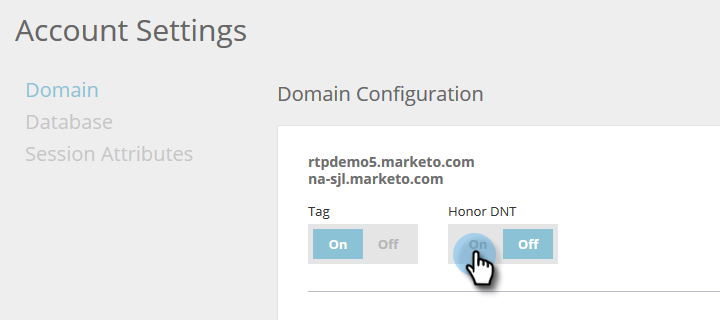 Account Settings
Domain
Database
Session Attributes
Domain Configuration
rtpdemo5.marketo.com
na-sjl.marketo.com
Tag
Honor DNT
On Off
On Off